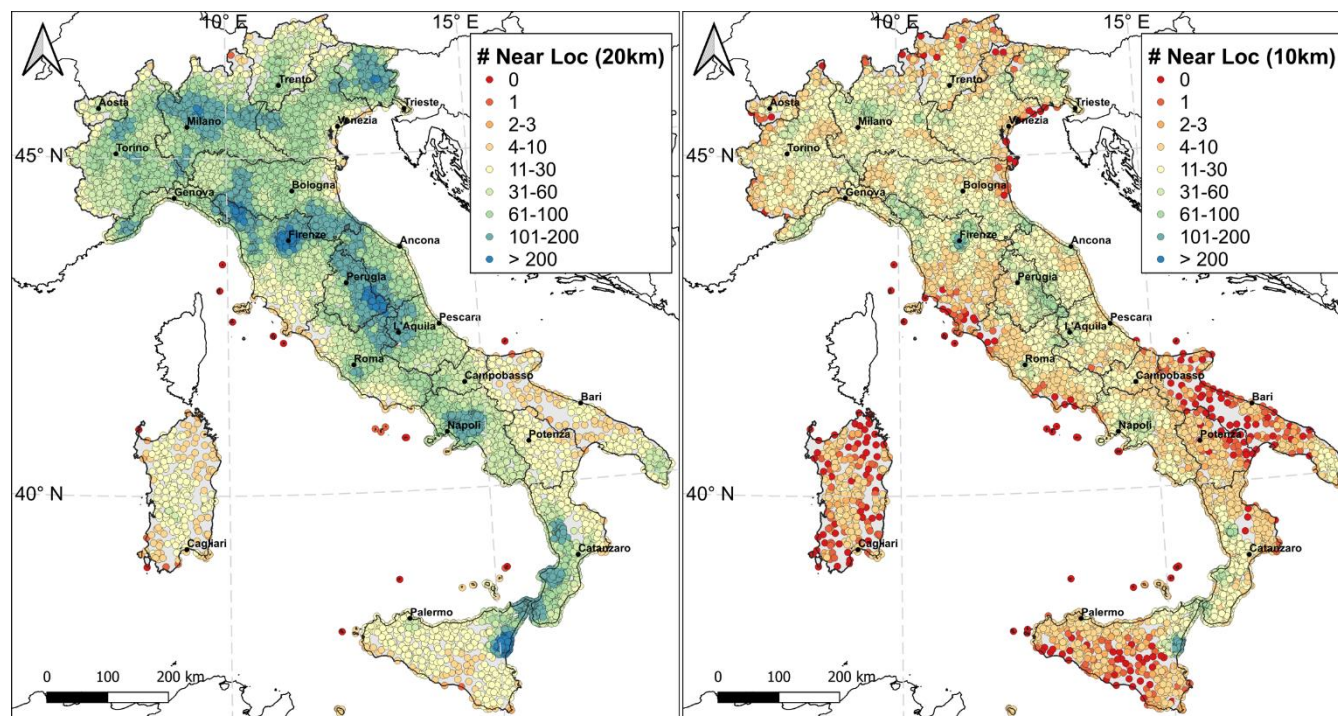 10° E
15° E
# Near Loc (20km)
0
1
2-3
4-10
11-30
31-60
61-100
101-200
> 200
Trento
Aosta
Trieste
Milano
Venezia
Torino
45° N
Genova
Bologna
Firenze
Ancona
Perugia
L'Aquila
Pescara
Roma
Campobasso
Bari
Napoli
Potenza
40° N
Cagliari
Catanzaro
Palermo
0 100 200 km
10° E
15° E
# Near Loc (10km)
0
1
2-3
4-10
11-30
31-60
61-100
101-200
> 200
Trento
Aosta
Trieste
Milano
Venezia
Torino
45° N
Genova
Bologna
Firenze
Ancona
Perugia
L'Aquila
Pescara
Roma
Campobasso
Bari
Napoli
Potenza
40° N
Cagliari
Catanzaro
Palermo
0 100 200 km